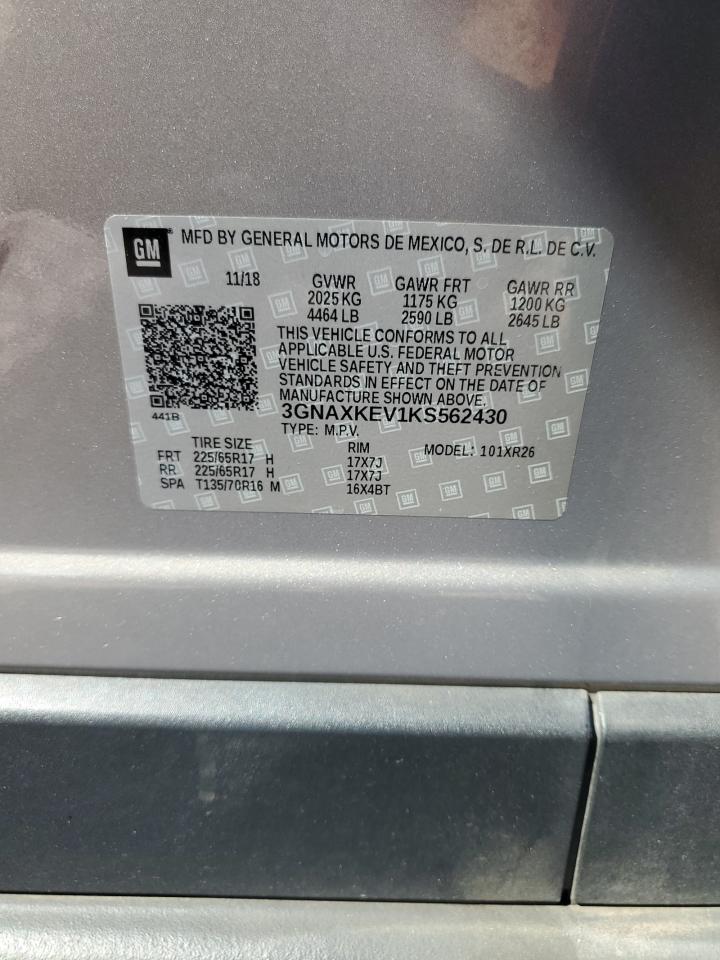 GM® MFD BY GENERAL MOTORS DE MEXICO, S. DE R.L. DE C.V.
11/18 GVWR GAWR FRT GAWR RR
2025 KG 1175 KG 1200 KG
4464 LB 2590 LB 2645 LB
THIS VEHICLE CONFORMS TO ALL
APPLICABLE U.S. FEDERAL MOTOR
VEHICLE SAFETY AND THEFT PREVENTION
STANDARDS IN EFFECT ON THE DATE OF
MANUFACTURE SHOWN ABOVE.
441B 3GNAXKEV1KS562430
TYPE: M.P.V.
TIRE SIZE RIM MODEL: 101XR26
FRT 225/65R17 H 17X7J
RR 225/65R17 H 17X7J
SPA T135/70R16 M 16X4BT